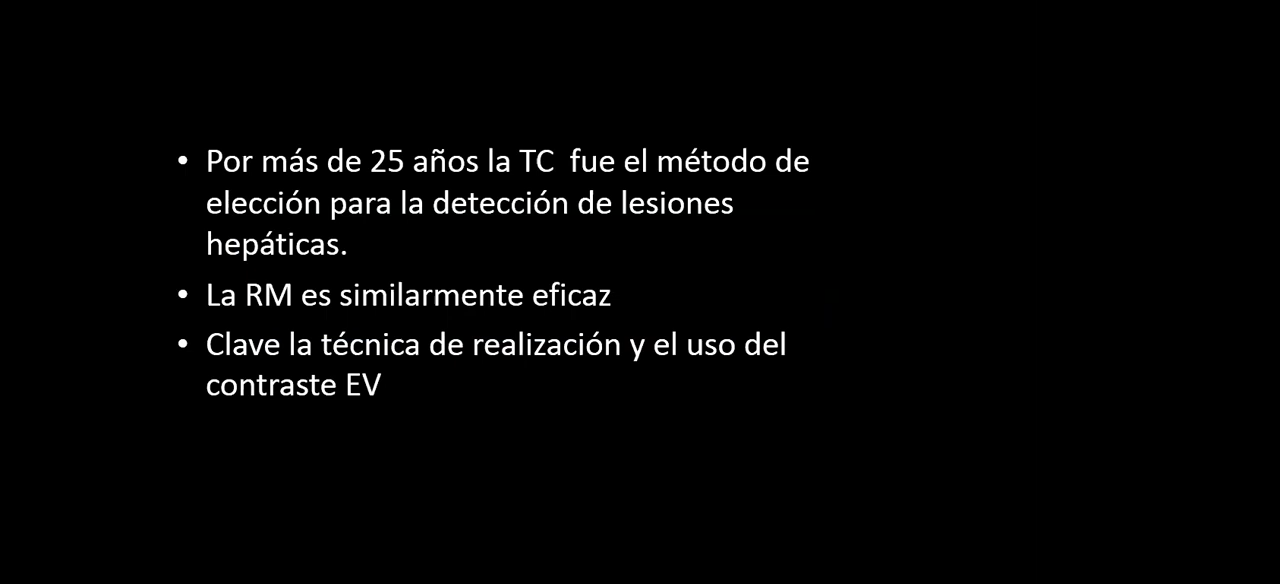 • Por más de 25 años la TC  fue el método de
elección para la detección de lesiones
hepáticas.
• La RM es similarmente eficaz
• Clave la técnica de realización y el uso del
contraste EV